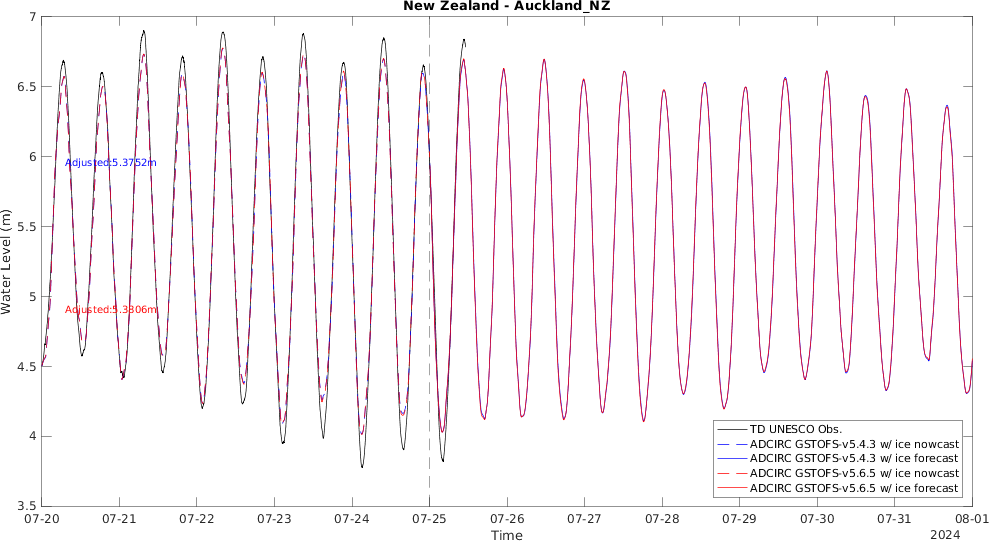 New Zealand - Auckland_NZ
7
6.5
6
5.5
5
4.5
4
3.5
Water Level (m)
Adjusted:5.3752m
Adjusted:5.3306m
TD UNESCO Obs.
ADCIRC GSTOFS-v5.4.3 w/ ice nowcast
ADCIRC GSTOFS-v5.4.3 w/ ice forecast
ADCIRC GSTOFS-v5.6.5 w/ ice nowcast
ADCIRC GSTOFS-v5.6.5 w/ ice forecast
07-20 07-21 07-22 07-23 07-24 07-25 07-26 07-27 07-28 07-29 07-30 07-31 08-01
Time
2024